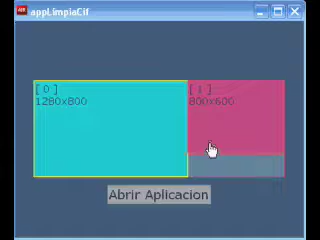 appLimpiaCif
[ 0 ]
1280x800
[ 1 ]
800x600
Abrir Aplicacion